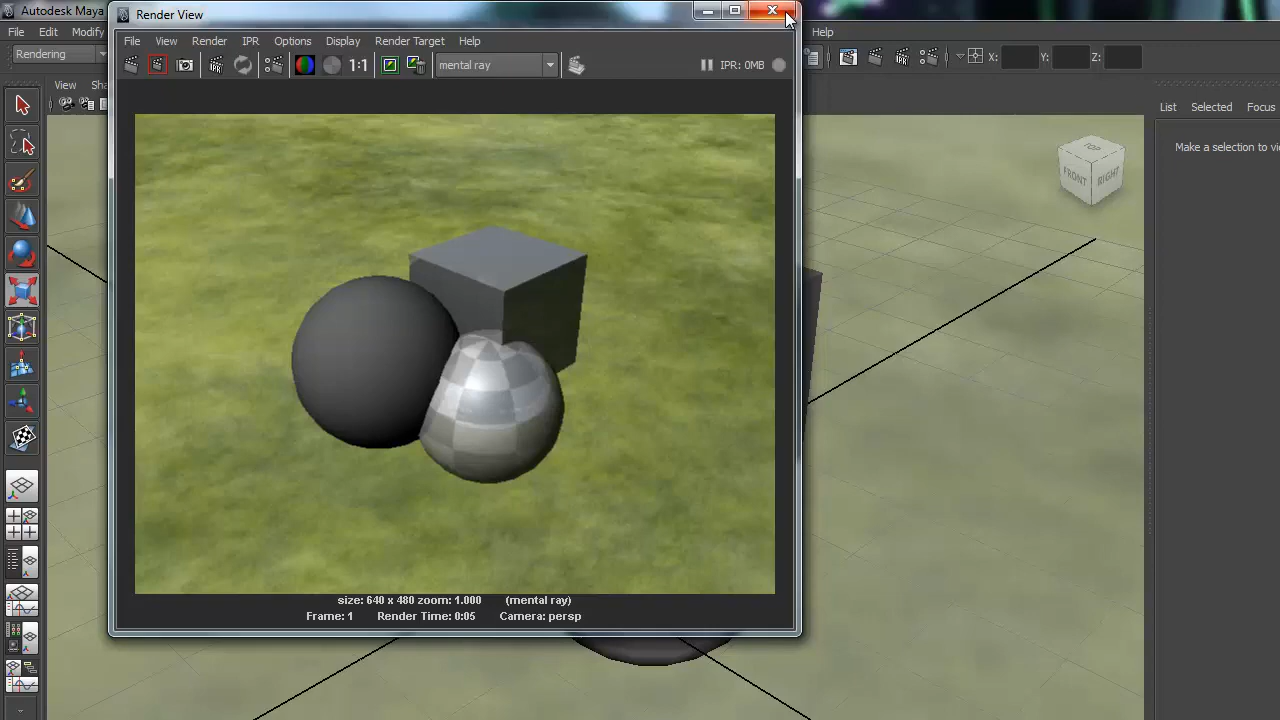 Autodesk Maya
Render View
File Edit Modify
File View Render IPR Options Display Render Target Help
Help
Rendering
1:1
mental ray
IPR: 0MB
X: Y: Z:
View Sha
List Selected Focus
Make a selection to vie
TOP
FRONT RIGHT
size: 640 x 480 zoom: 1.000 (mental ray)
Frame: 1 Render Time: 0:05 Camera: persp